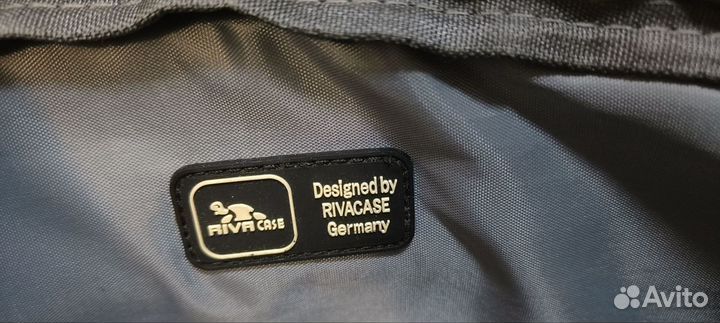 RIVA CASE
Designed by
RIVACASE
Germany
Avito